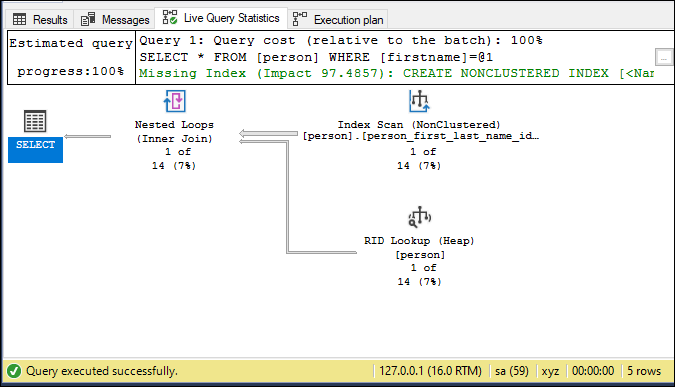 Results
Messages
Live Query Statistics
Execution plan
Estimated query
progress:100%
Query 1: Query cost (relative to the batch): 100%
SELECT * FROM [person] WHERE [firstname]=@1
Missing Index (Impact 97.4857): CREATE NONCLUSTERED INDEX [<Nar
...
SELECT
Nested Loops
(Inner Join)
1 of
14 (7%)
Index Scan (NonClustered)
[person].[person_first_last_name_id…
1 of
14 (7%)
RID Lookup (Heap)
[person]
1 of
14 (7%)
Query executed successfully.
127.0.0.1 (16.0 RTM)
sa (59)
xyz
00:00:00
5 rows